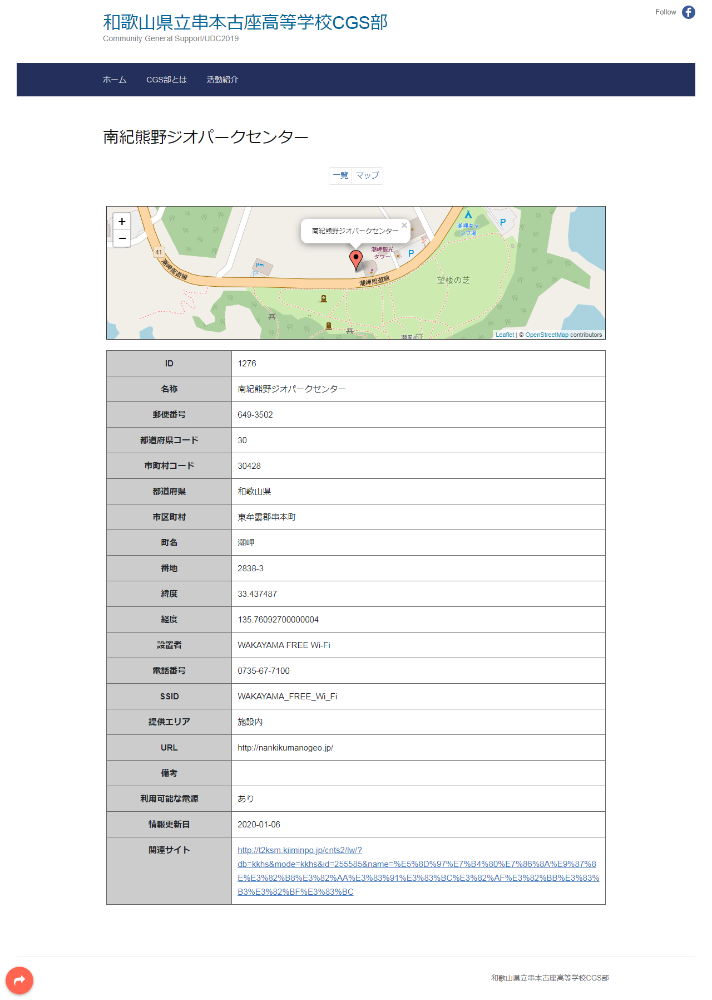 Follow
和歌山県立串本古座高等学校CGS部
Community General Support/UDC2019
ホーム CGS部とは 活動紹介
南紀熊野ジオパークセンター
一覧 マップ
+
−
南紀熊野ジオパークセンター
×
潮岬キャ
ンプ場
P
潮岬観光
タワー
P
41
潮岬周遊線
P
潮岬周遊線
望楼の芝
潮風の
Leaflet | © OpenStreetMap contributors
ID 1276
名称 南紀熊野ジオパークセンター
郵便番号 649-3502
都道府県コード 30
市町村コード 30428
都道府県 和歌山県
市区町村 東牟婁郡串本町
町名 潮岬
番地 2838-3
緯度 33.437487
経度 135.76092700000004
設置者 WAKAYAMA FREE Wi-Fi
電話番号 0735-67-7100
SSID WAKAYAMA_FREE_Wi_Fi
提供エリア 施設内
URL http://nankikumanogeo.jp/
備考
利用可能な電源 あり
情報更新日 2020-01-06
関連サイト http://t2ksm.kiiminpo.jp/cnts2/lw/?
db=kkhs&mode=kkhs&id=255585&name=%E5%8D%97%E7%B4%80%E7%86%8A%E9%87%8
E%E3%82%B8%E3%82%AA%E3%83%91%E3%83%BC%E3%82%AF%E3%82%BB%E3%83%
B3%E3%82%BF%E3%83%BC
和歌山県立串本古座高等学校CGS部